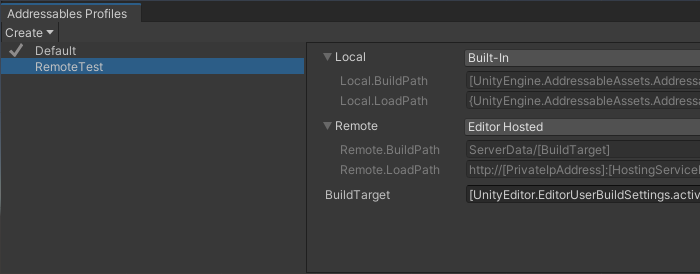 Addressables Profiles
Create
Default
RemoteTest
Local
Built-In
Local.BuildPath
[UnityEngine.AddressableAssets.Addressa
Local.LoadPath
{UnityEngine.AddressableAssets.Addressa
Remote
Editor Hosted
Remote.BuildPath
ServerData/[BuildTarget]
Remote.LoadPath
http://[PrivateIpAddress]:[HostingService
BuildTarget
[UnityEditor.EditorUserBuildSettings.activ